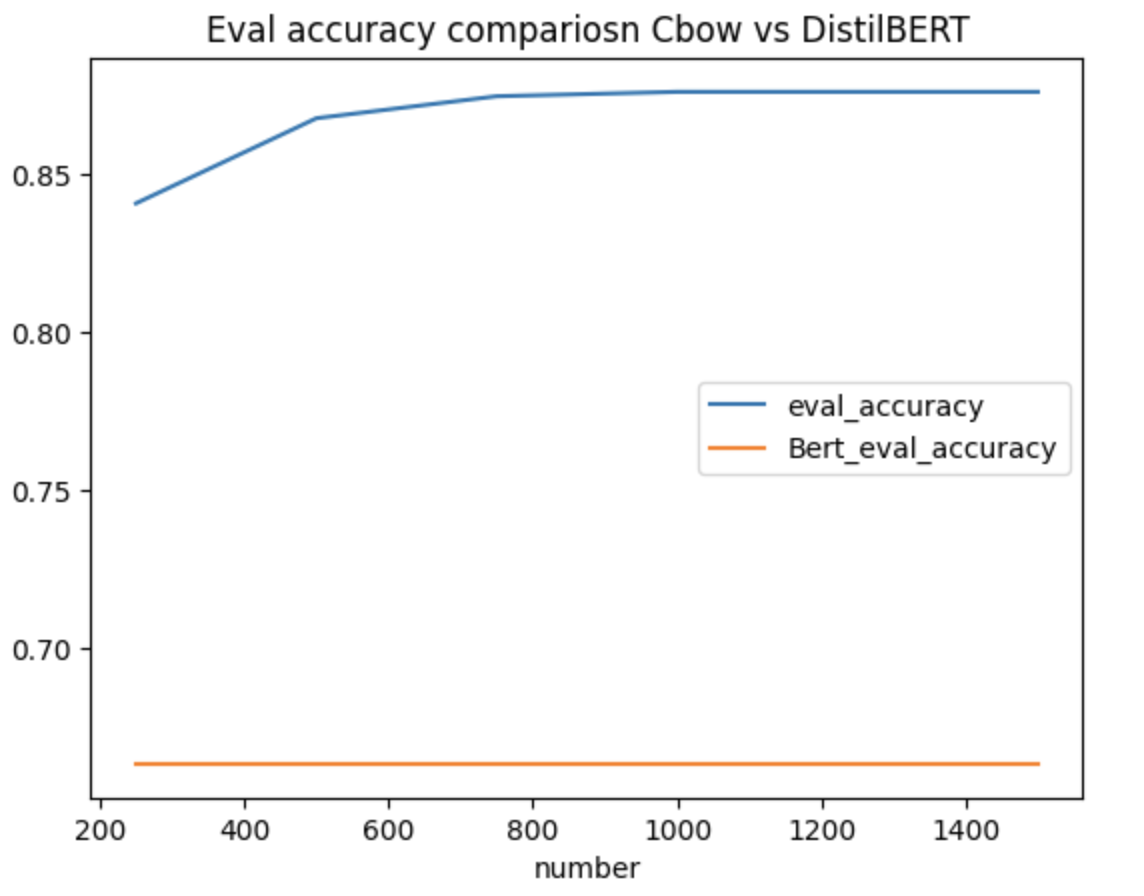 Eval accuracy compariosn Cbow vs DistilBERT
0.85
0.80
eval_accuracy
Bert_eval_accuracy
0.75
0.70
200 400 600 800 1000 1200 1400
number